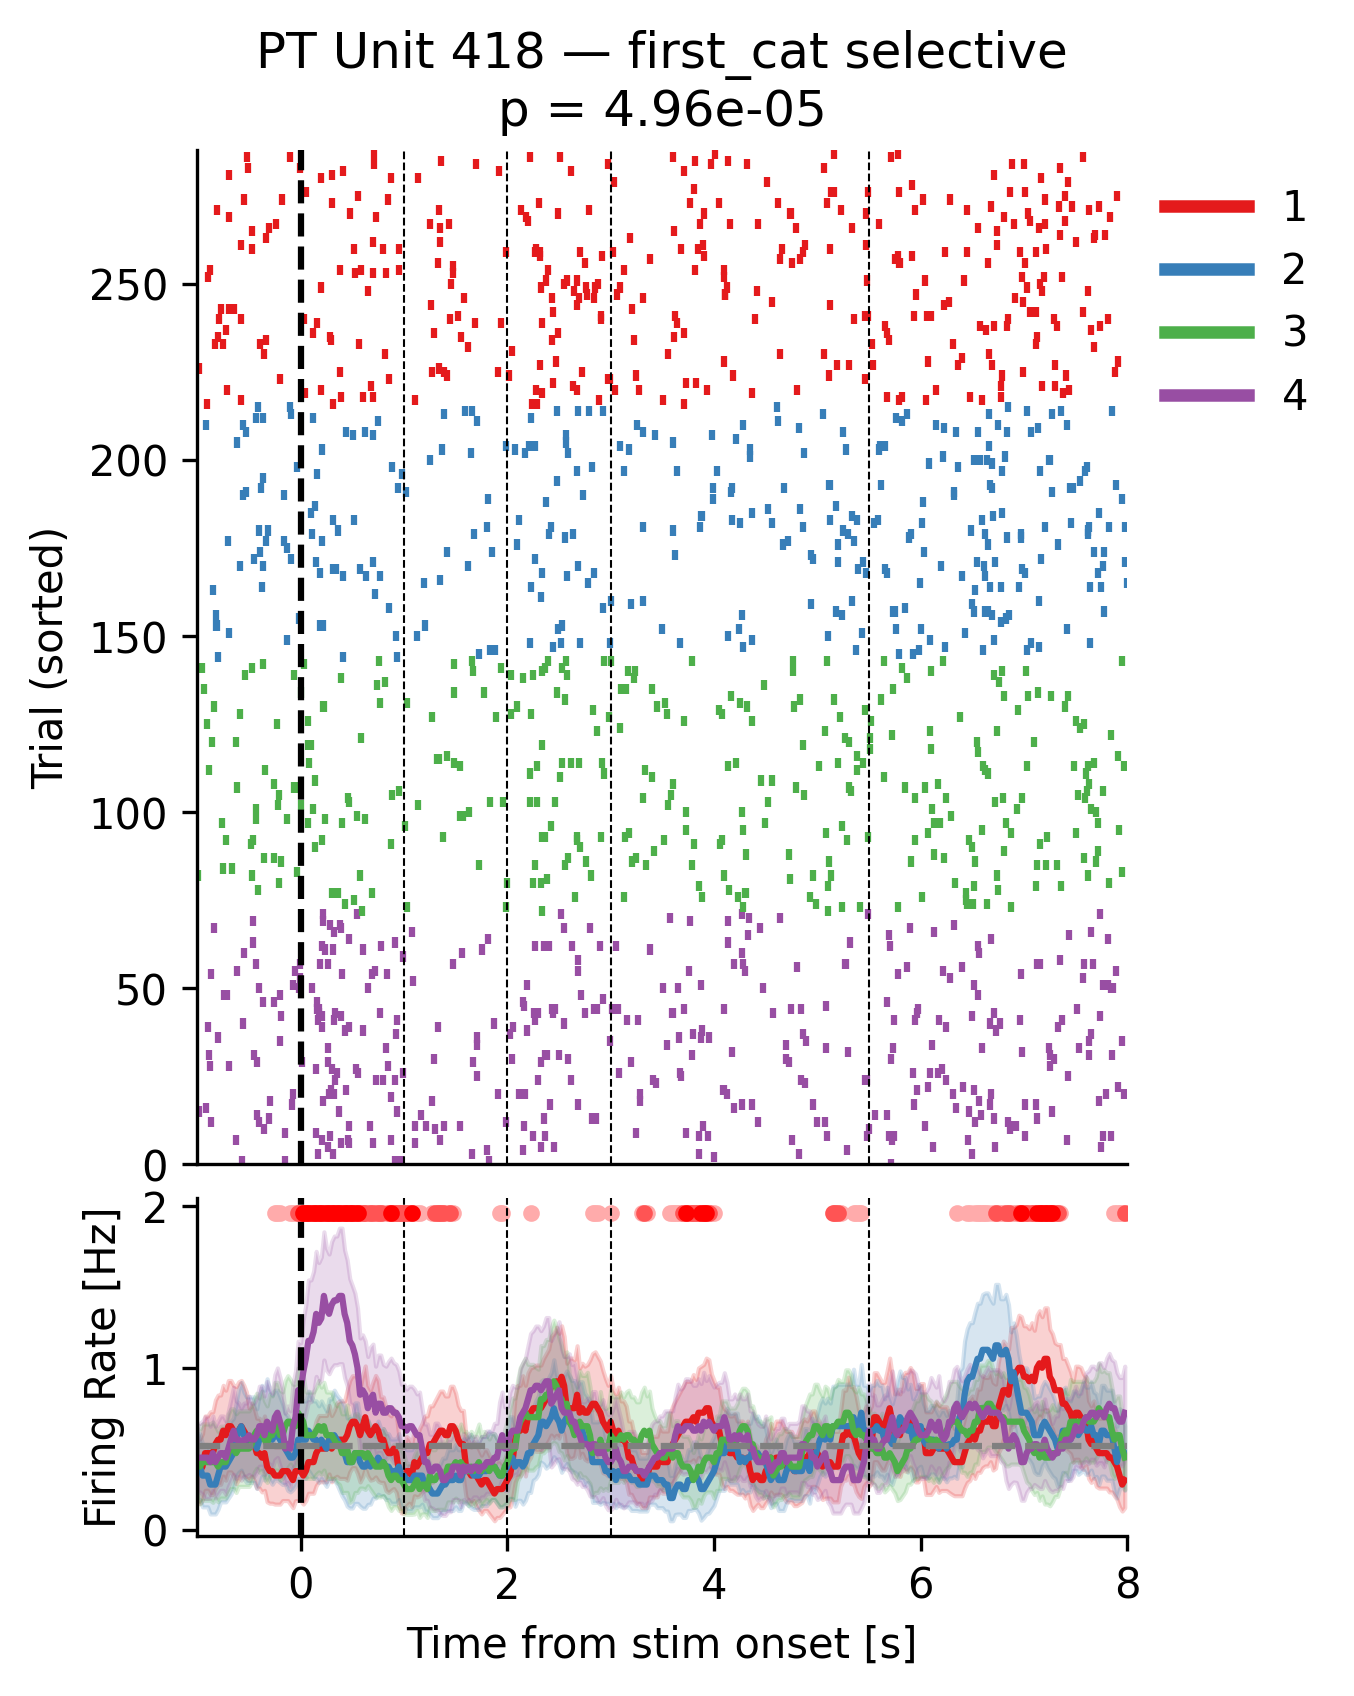 PT Unit 418 — first_cat selective
p = 4.96e-05
1
2
3
4
Trial (sorted)
250
200
150
100
50
0
Firing Rate [Hz]
2
1
0
0 2 4 6 8
Time from stim onset [s]